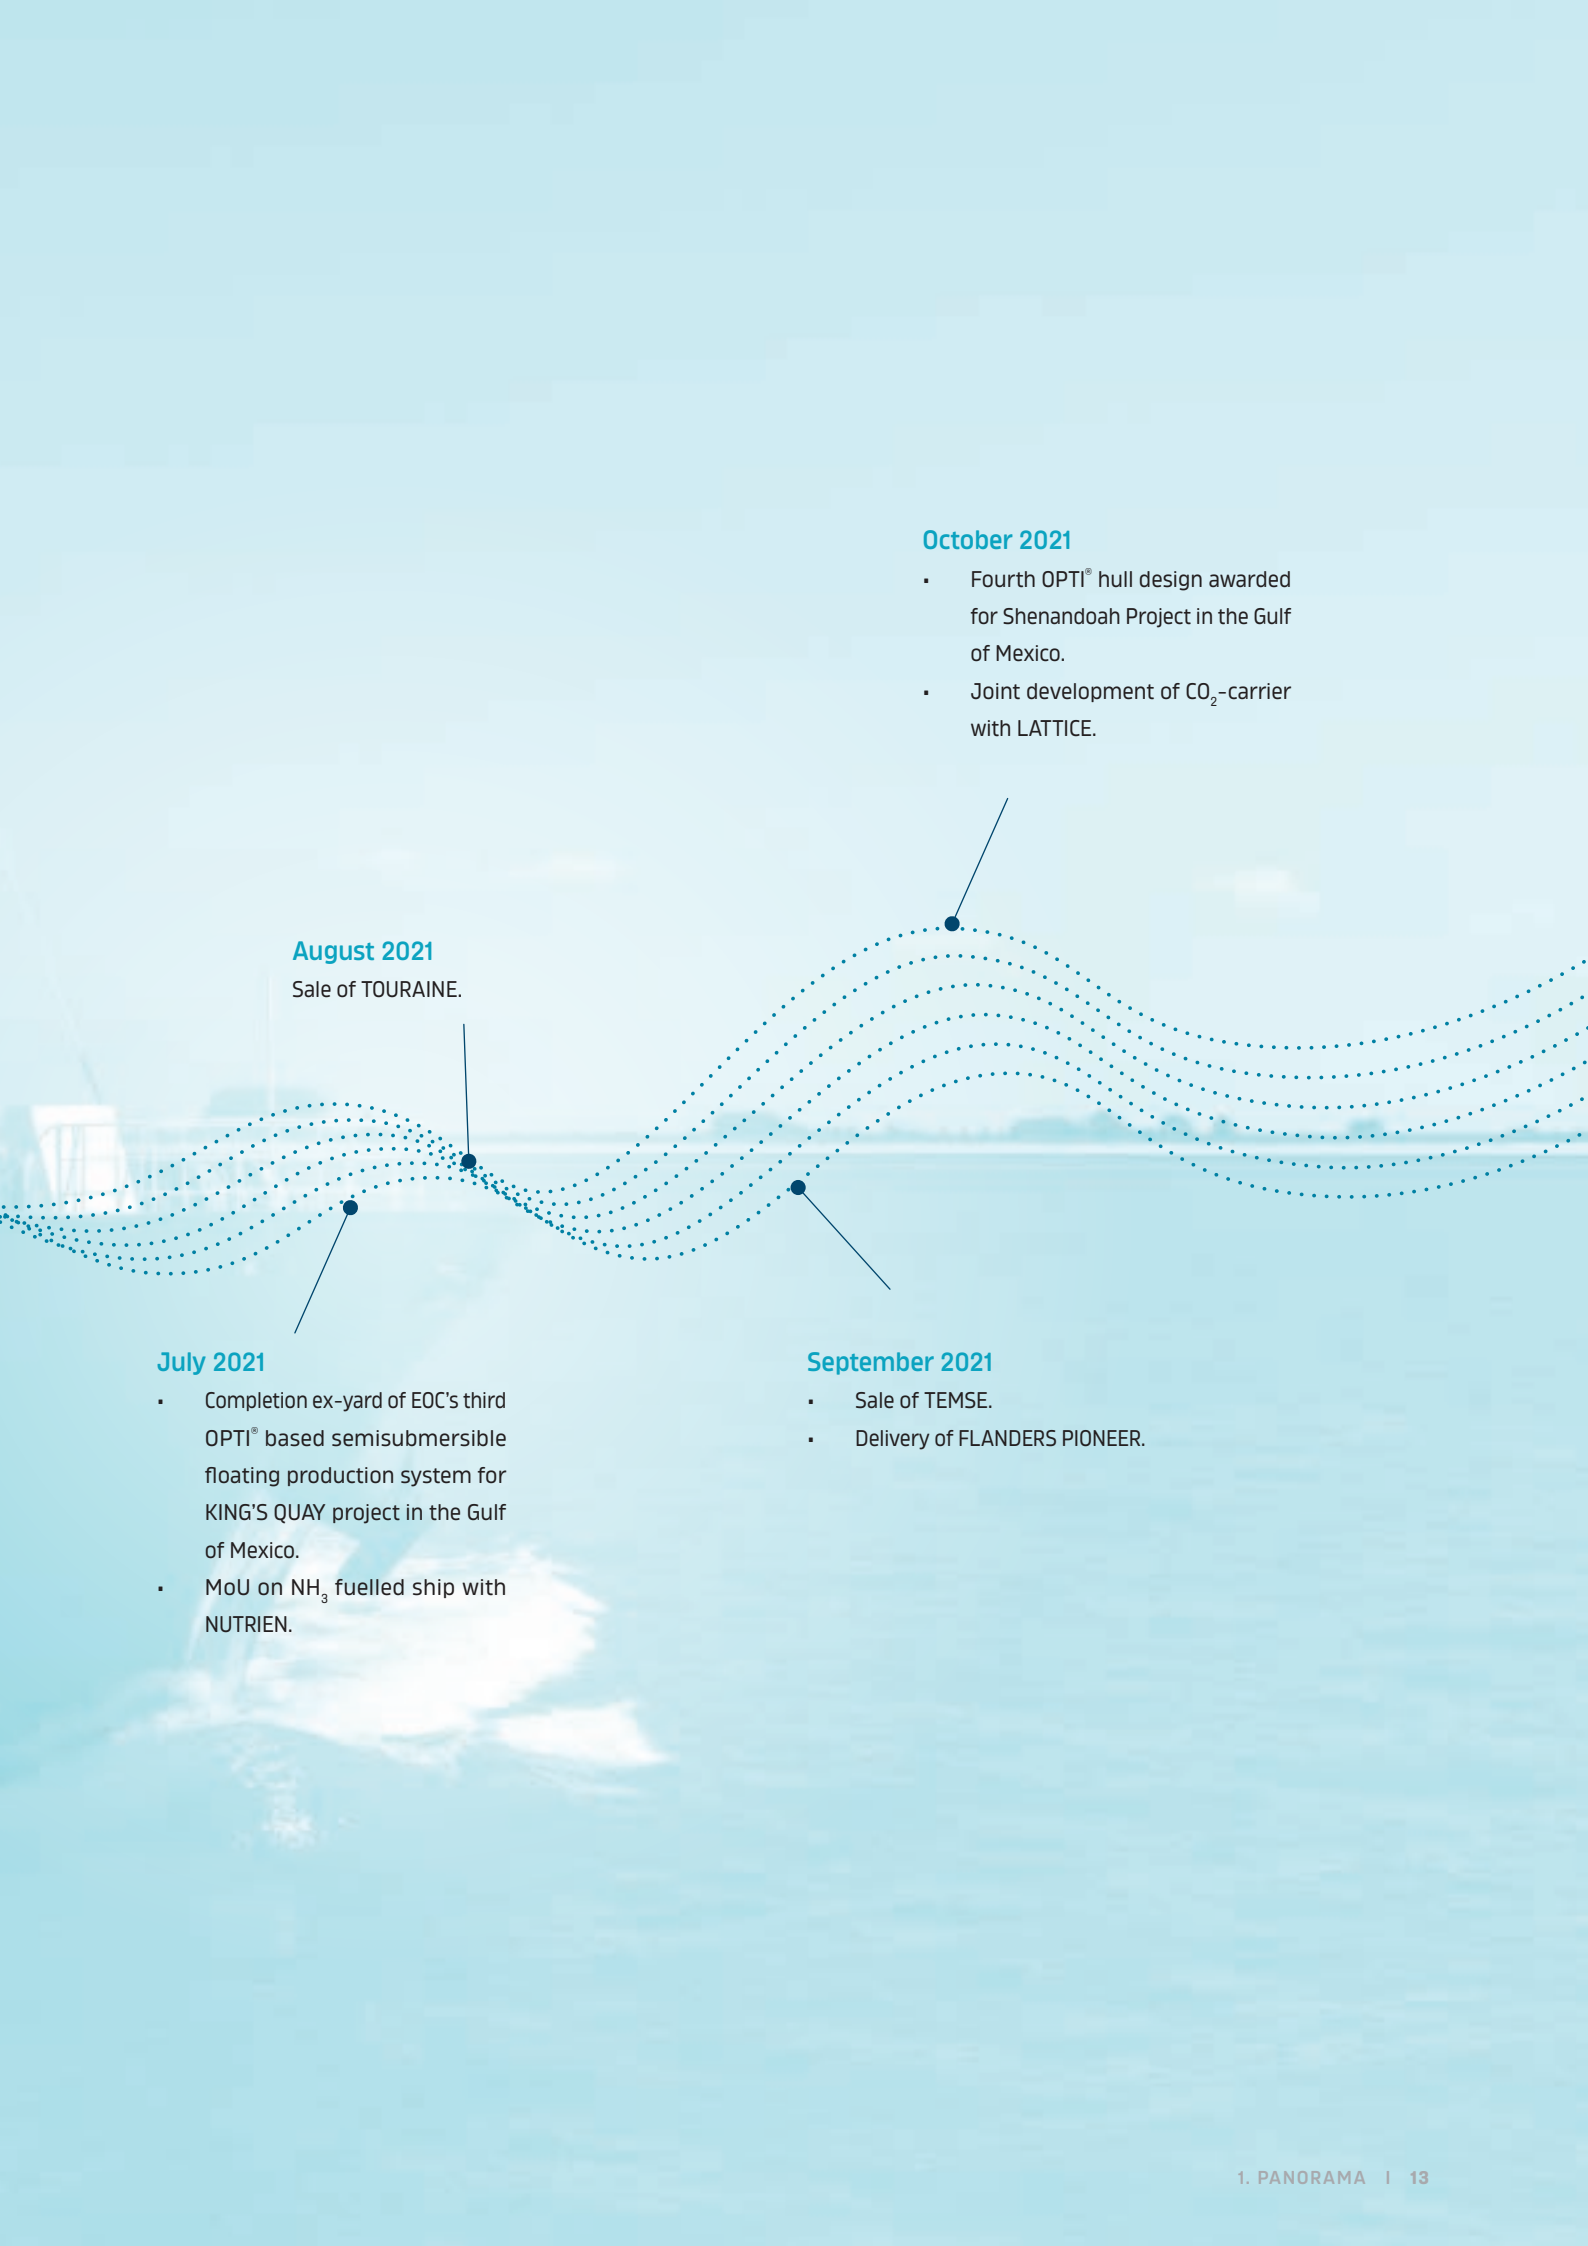 October 2021
• Fourth OPTI® hull design awarded
for Shenandoah Project in the Gulf
of Mexico.
• Joint development of CO₂-carrier
with LATTICE.
August 2021
Sale of TOURAINE.
July 2021
• Completion ex-yard of EOC's third
OPTI® based semisubmersible
floating production system for
KING'S QUAY project in the Gulf
of Mexico.
• MoU on NH₃ fuelled ship with
NUTRIEN.
September 2021
• Sale of TEMSE.
• Delivery of FLANDERS PIONEER.
1. PANORAMA | 13